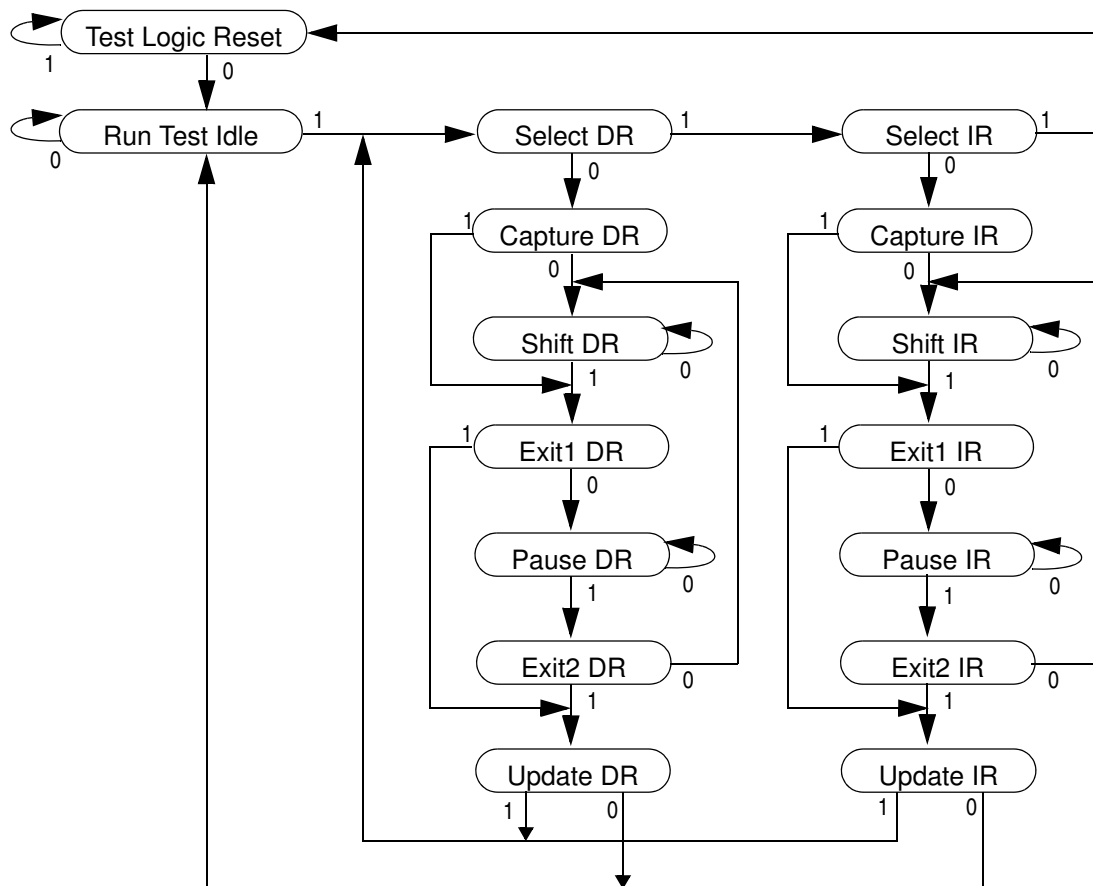 Test Logic Reset
1
0
Run Test Idle
1
Select DR
1
Select IR
1
0
0
0
1
Capture DR
1
Capture IR
0
0
Shift DR
Shift IR
0
0
1
1
1
Exit1 DR
1
Exit1 IR
0
0
Pause DR
Pause IR
0
0
1
1
Exit2 DR
Exit2 IR
0
0
1
1
Update DR
Update IR
1
0
1
0